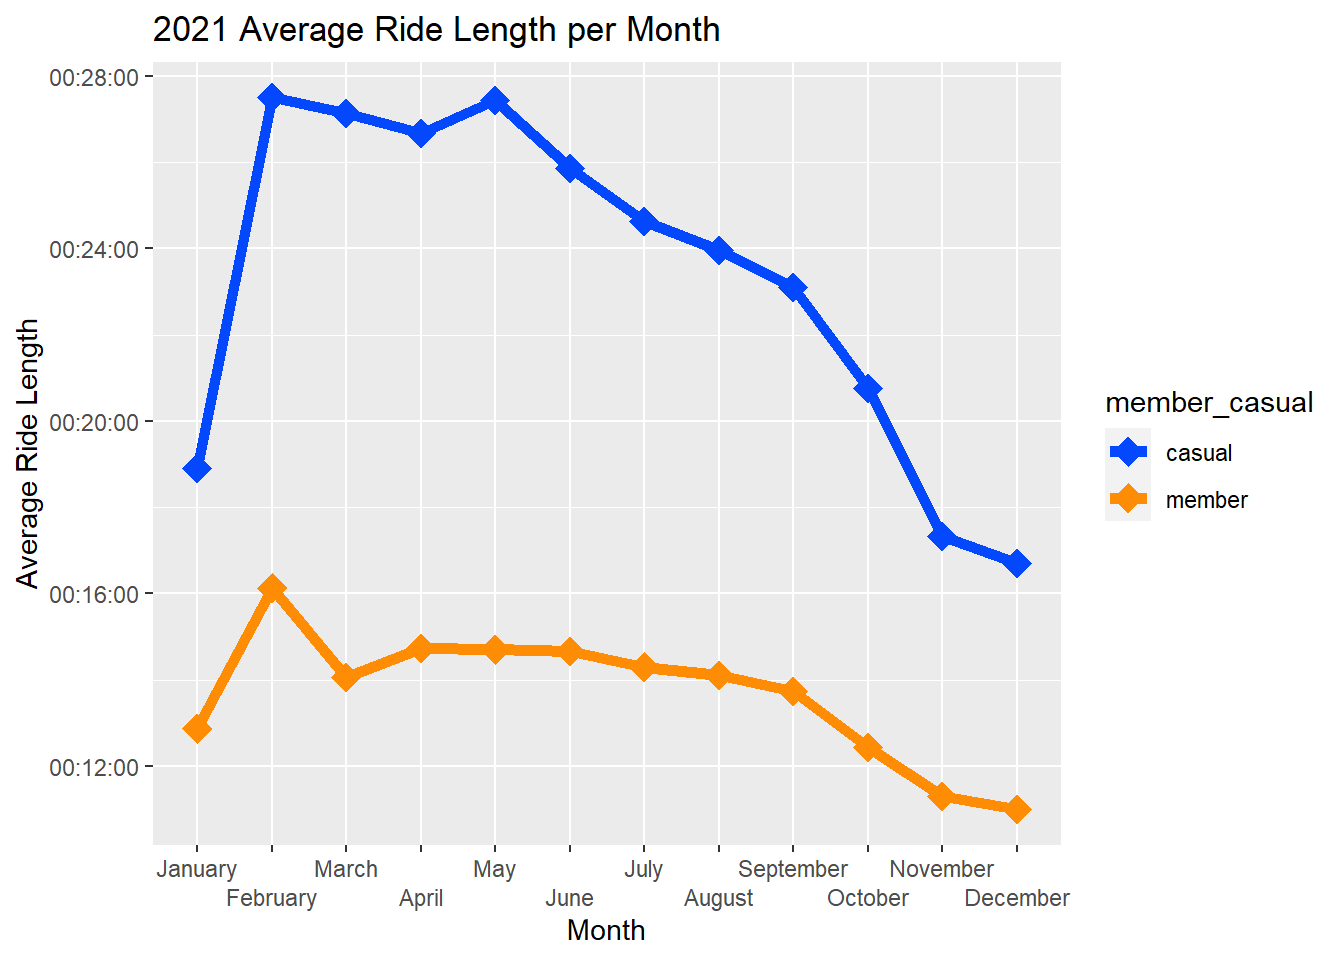 2021 Average Ride Length per Month
00:28:00
00:24:00
00:20:00
00:16:00
00:12:00
Average Ride Length
January March May July September November
February April June August October December
Month
member_casual
casual
member